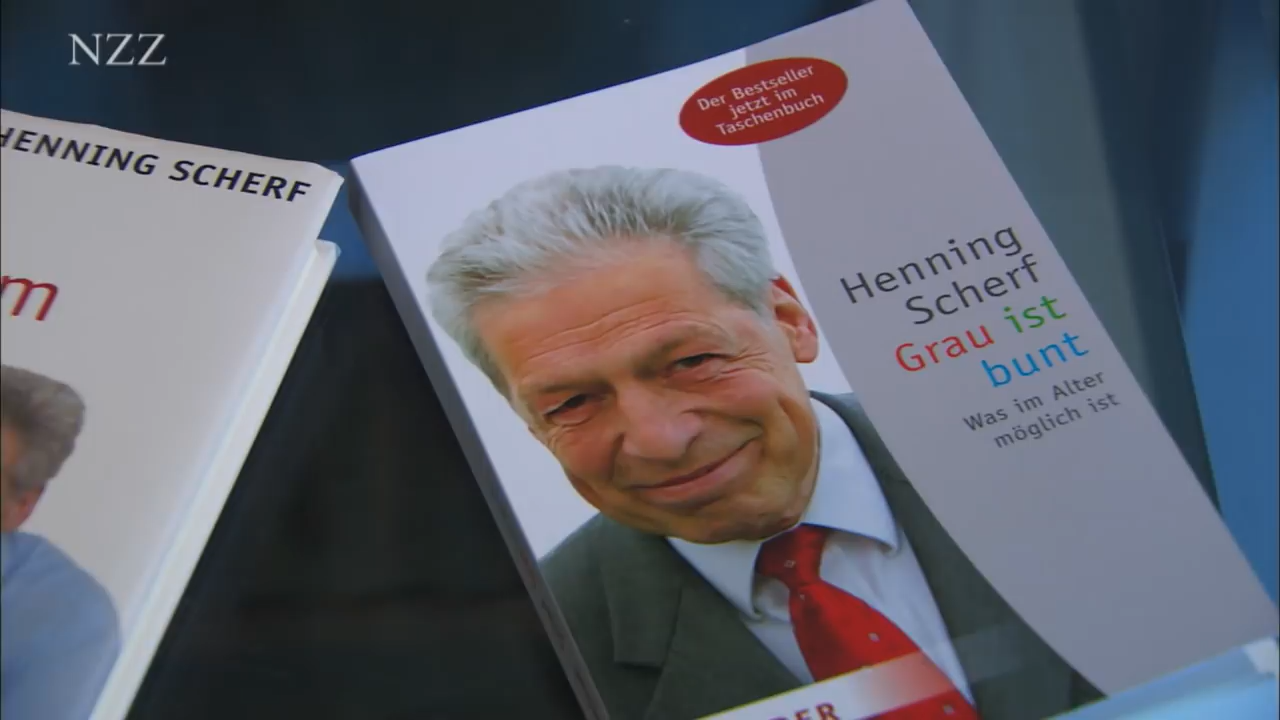 NZZ
HENNING SCHERF
Der Bestseller
jetzt im
Taschenbuch
Henning
Scherf
Grau ist
bunt
Was im Alter
möglich ist